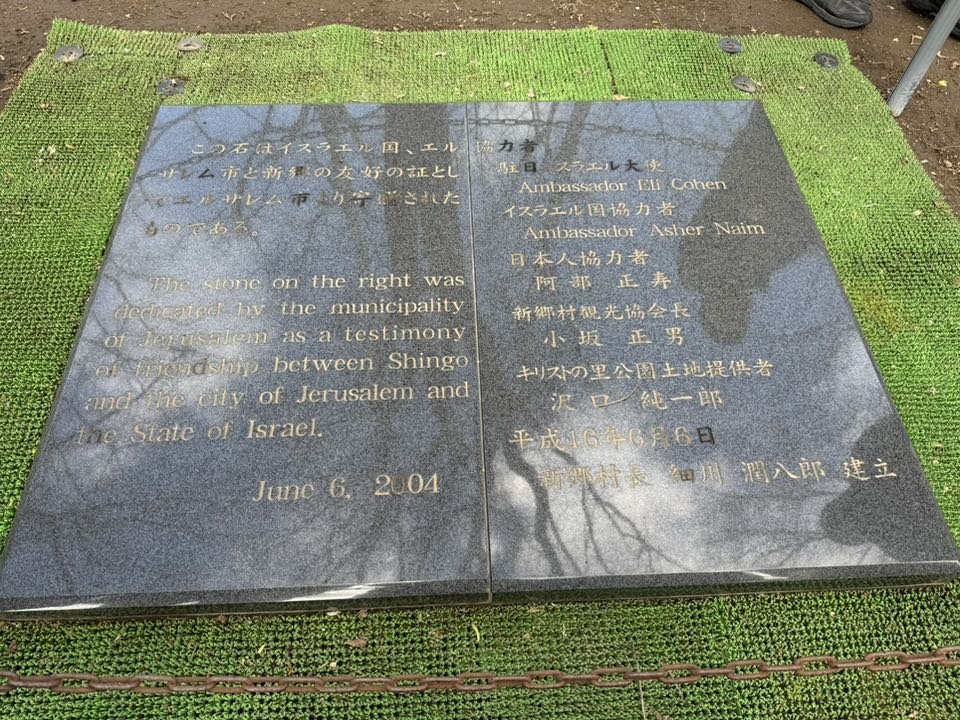 この石はイスラエル国、エル
サレム市と新郷の友好の証とし
てエルサレム市より寄贈された
ものである。
The stone on the right was
dedicated by the municipality
of Jerusalem as a testimony
of friendship between Shingo
and the city of Jerusalem and
the State of Israel.
June 6, 2004
協力者
駐日イスラエル大使
Ambassador Eli Cohen
イスラエル国協力者
Ambassador Asher Naim
日本人協力者
阿部 正寿
新郷村観光協会長
小坂 正男
キリストの里公園土地提供者
沢口 純一郎
平成16年6月6日
新郷村長 細川 潤八郎 建立